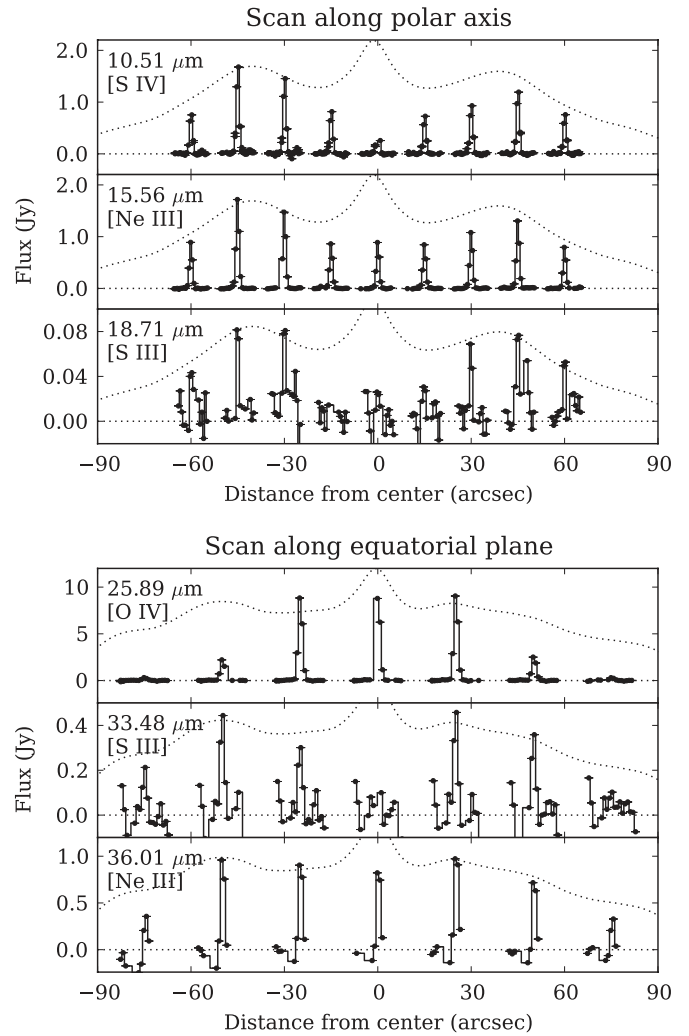 Scan along polar axis
2.0
1.0
0.0
10.51 μm
[S IV]
2.0
1.0
0.0
15.56 μm
[Ne III]
Flux (Jy)
0.08
0.04
0.00
18.71 μm
[S III]
−90 −60 −30 0 30 60 90
Distance from center (arcsec)
Scan along equatorial plane
10
5
0
25.89 μm
[O IV]
0.4
0.2
0.0
33.48 μm
[S III]
Flux (Jy)
1.0
0.5
0.0
36.01 μm
[Ne III]
−90 −60 −30 0 30 60 90
Distance from center (arcsec)